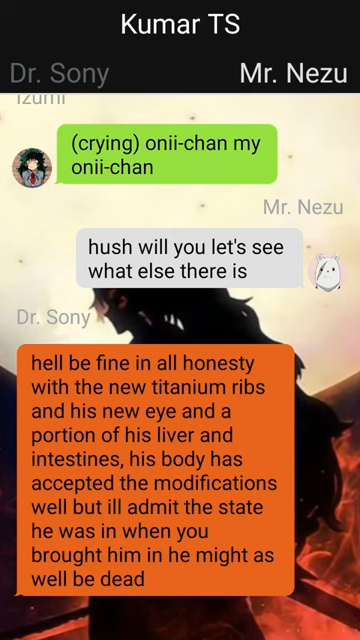 Kumar TS
Dr. Sony
Mr. Nezu
Izumi
(crying) onii-chan my
onii-chan
Mr. Nezu
hush will you let's see
what else there is
Dr. Sony
hell be fine in all honesty
with the new titanium ribs
and his new eye and a
portion of his liver and
intestines, his body has
accepted the modifications
well but ill admit the state
he was in when you
brought him in he might as
well be dead